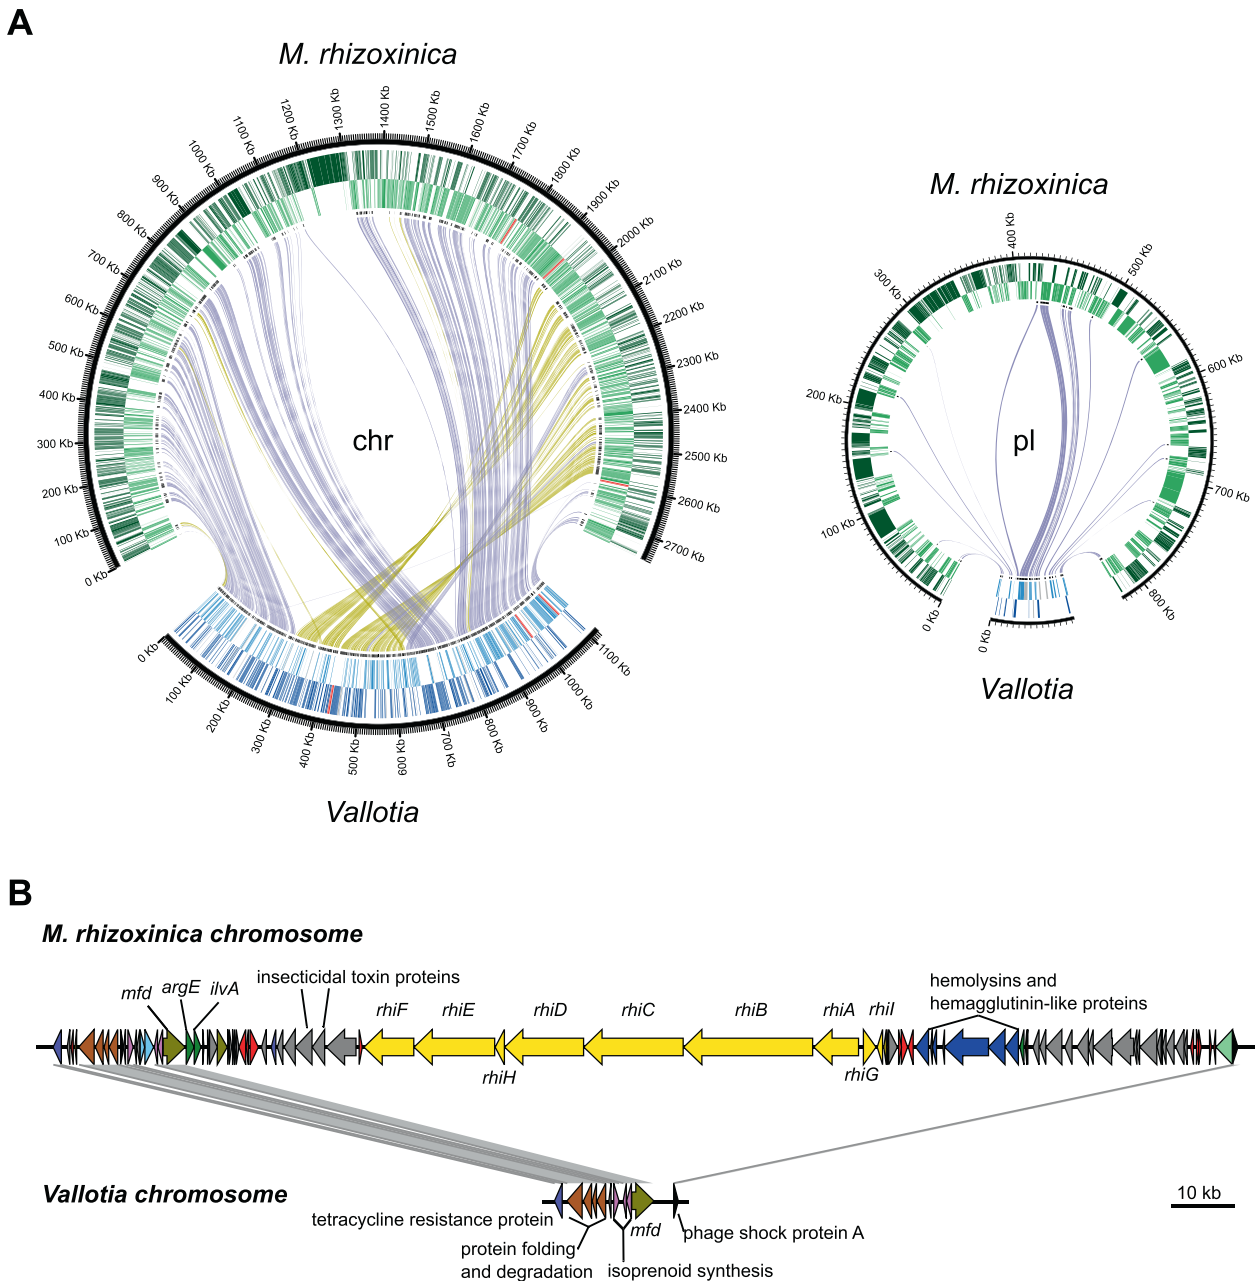 A
M. rhizoxinica
0 Kb
100 Kb
200 Kb
300 Kb
400 Kb
500 Kb
600 Kb
700 Kb
800 Kb
900 Kb
1000 Kb
1100 Kb
1200 Kb
1300 Kb
1400 Kb
1500 Kb
1600 Kb
1700 Kb
1800 Kb
1900 Kb
2000 Kb
2100 Kb
2200 Kb
2300 Kb
2400 Kb
2500 Kb
2600 Kb
2700 Kb
chr
0 Kb
100 Kb
200 Kb
300 Kb
400 Kb
500 Kb
600 Kb
700 Kb
800 Kb
900 Kb
1000 Kb
1100 Kb
Vallotia
M. rhizoxinica
0 Kb
100 Kb
200 Kb
300 Kb
400 Kb
500 Kb
600 Kb
700 Kb
800 Kb
pl
0 Kb
Vallotia
B
M. rhizoxinica chromosome
mfd
argE
ilvA
insecticidal toxin proteins
rhiF
rhiE
rhiD
rhiC
rhiB
rhiA
rhiI
hemolysins and
hemagglutinin-like proteins
rhiH
rhiG
Vallotia chromosome
tetracycline resistance protein
protein folding
and degradation
isoprenoid synthesis
mfd
phage shock protein A
10 kb